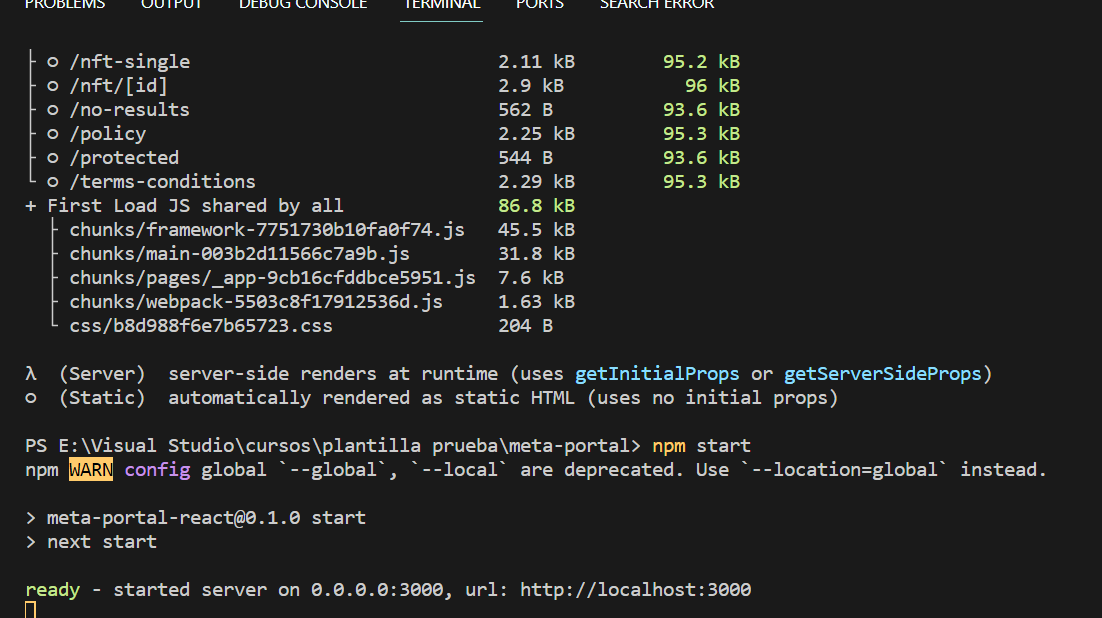 PROBLEMS OUTPUT DEBUG CONSOLE TERMINAL PORTS SEARCH ERROR
├ ○ /nft-single 2.11 kB 95.2 kB
├ ○ /nft/[id] 2.9 kB 96 kB
├ ○ /no-results 562 B 93.6 kB
├ ○ /policy 2.25 kB 95.3 kB
├ ○ /protected 544 B 93.6 kB
└ ○ /terms-conditions 2.29 kB 95.3 kB
+ First Load JS shared by all 86.8 kB
├ chunks/framework-7751730b10fa0f74.js 45.5 kB
├ chunks/main-003b2d11566c7a9b.js 31.8 kB
├ chunks/pages/_app-9cb16cfddbce5951.js 7.6 kB
├ chunks/webpack-5503c8f17912536d.js 1.63 kB
└ css/b8d988f6e7b65723.css 204 B
λ (Server) server-side renders at runtime (uses getInitialProps or getServerSideProps)
○ (Static) automatically rendered as static HTML (uses no initial props)
PS E:\Visual Studio\cursos\plantilla prueba\meta-portal> npm start
npm WARN config global `--global`, `--local` are deprecated. Use `--location=global` instead.
> meta-portal-react@0.1.0 start
> next start
ready - started server on 0.0.0.0:3000, url: http://localhost:3000